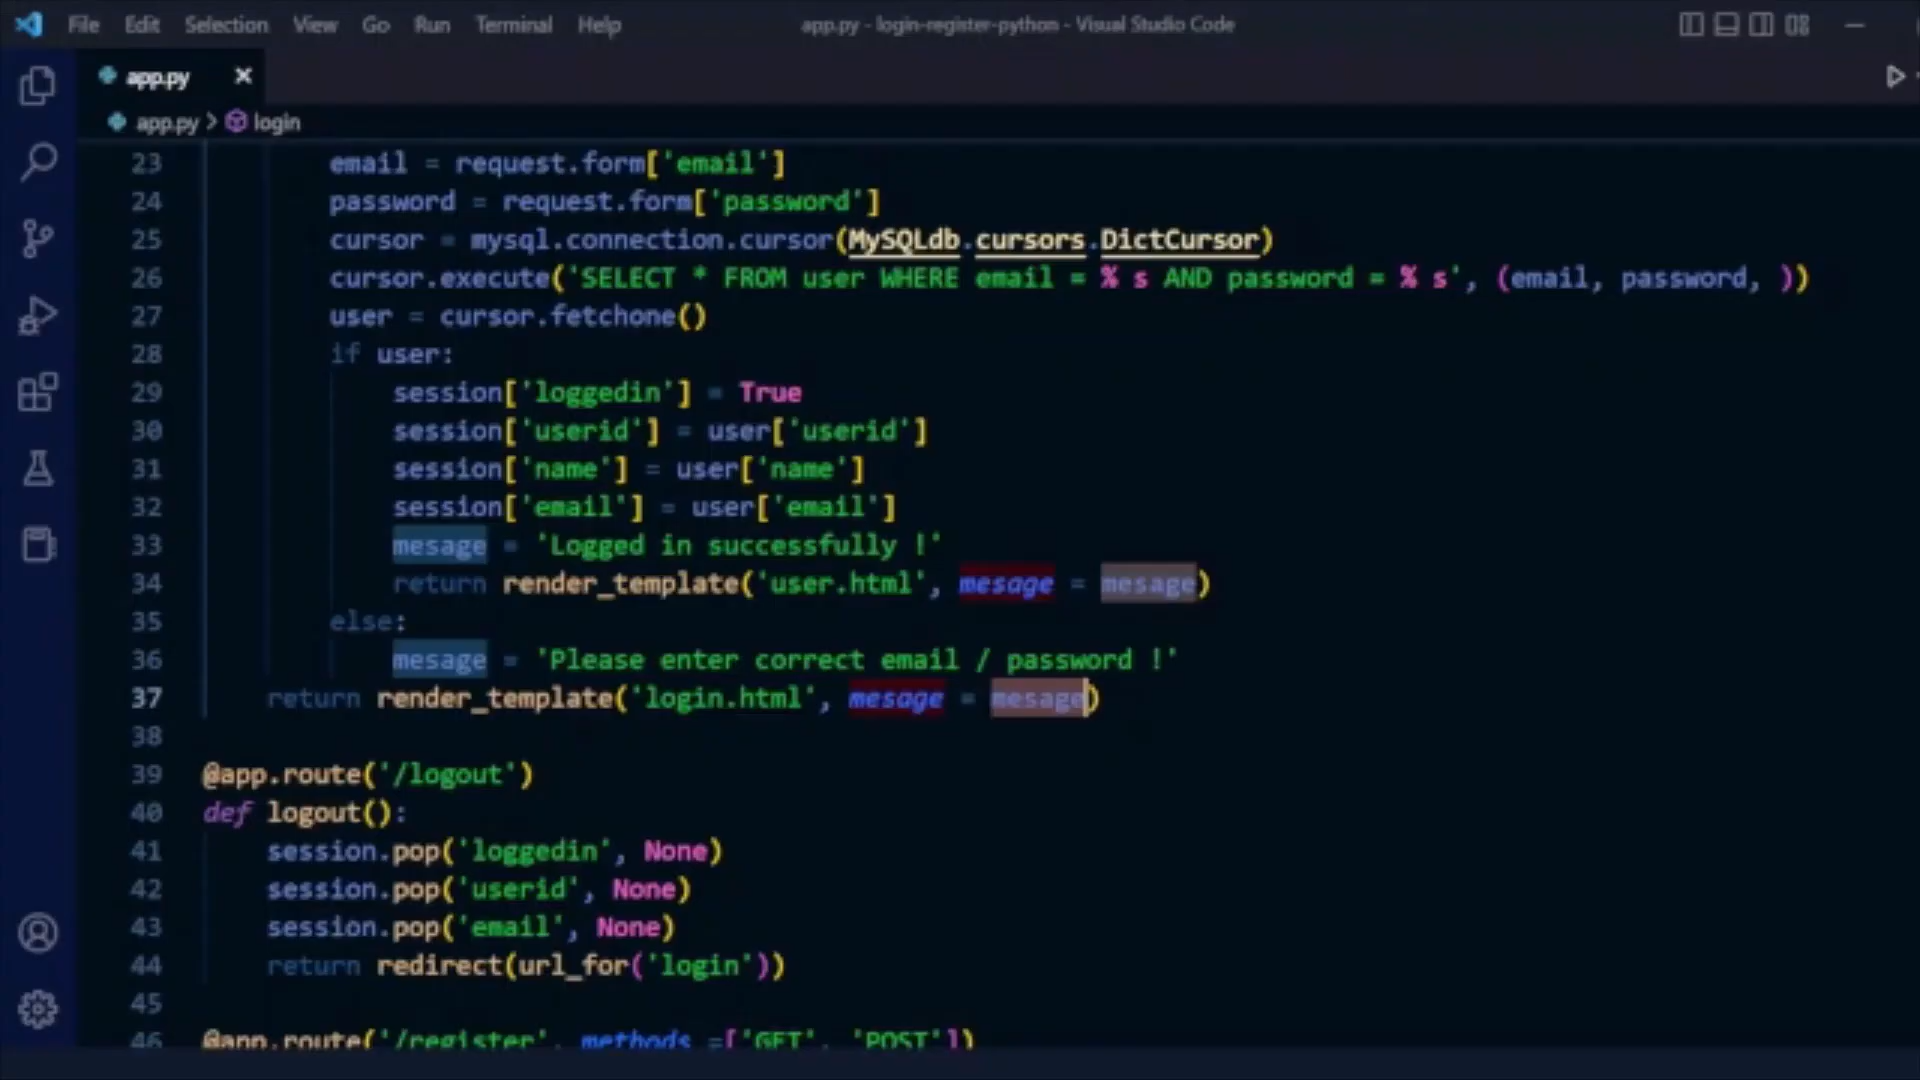 File Edit Selection View Go Run Terminal Help app.py - login-register-python - Visual Studio Code
app.py
app.py > login
23 email = request.form['email']
24 password = request.form['password']
25 cursor = mysql.connection.cursor(MySQLdb.cursors.DictCursor)
26 cursor.execute('SELECT * FROM user WHERE email = % s AND password = % s', (email, password, ))
27 user = cursor.fetchone()
28 if user:
29 session['loggedin'] = True
30 session['userid'] = user['userid']
31 session['name'] = user['name']
32 session['email'] = user['email']
33 mesage = 'Logged in successfully !'
34 return render_template('user.html', mesage = mesage)
35 else:
36 mesage = 'Please enter correct email / password !'
37 return render_template('login.html', mesage = mesage)
38
39 @app.route('/logout')
40 def logout():
41 session.pop('loggedin', None)
42 session.pop('userid', None)
43 session.pop('email', None)
44 return redirect(url_for('login'))
45
46 @app.route('/register', methods =['GET', 'POST'])